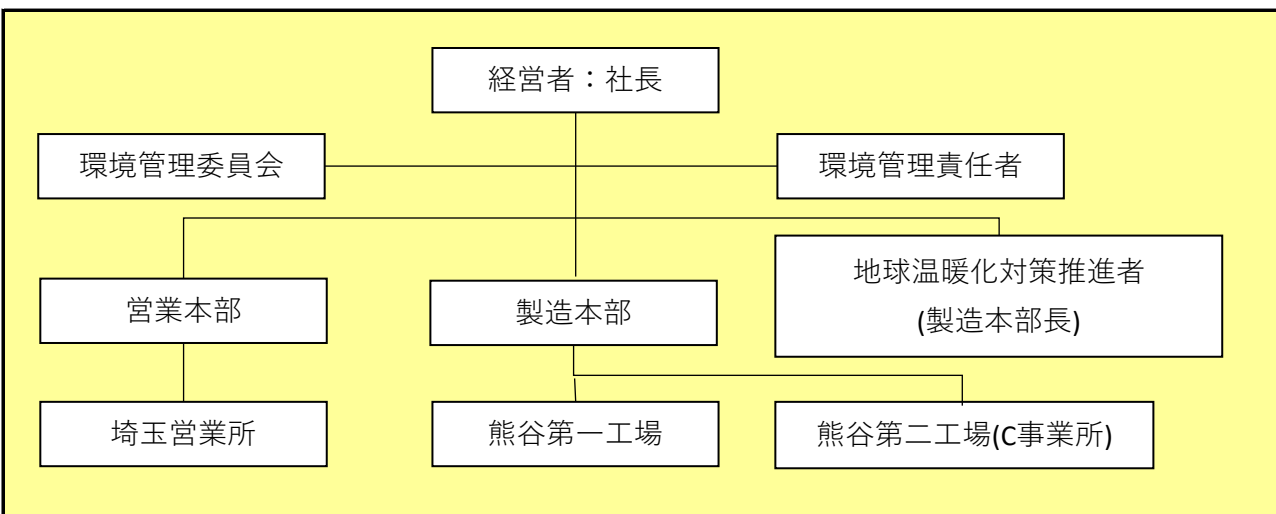 経営者：社長
環境管理委員会
環境管理責任者
営業本部
製造本部
地球温暖化対策推進者
(製造本部長)
埼玉営業所
熊谷第一工場
熊谷第二工場(C事業所)